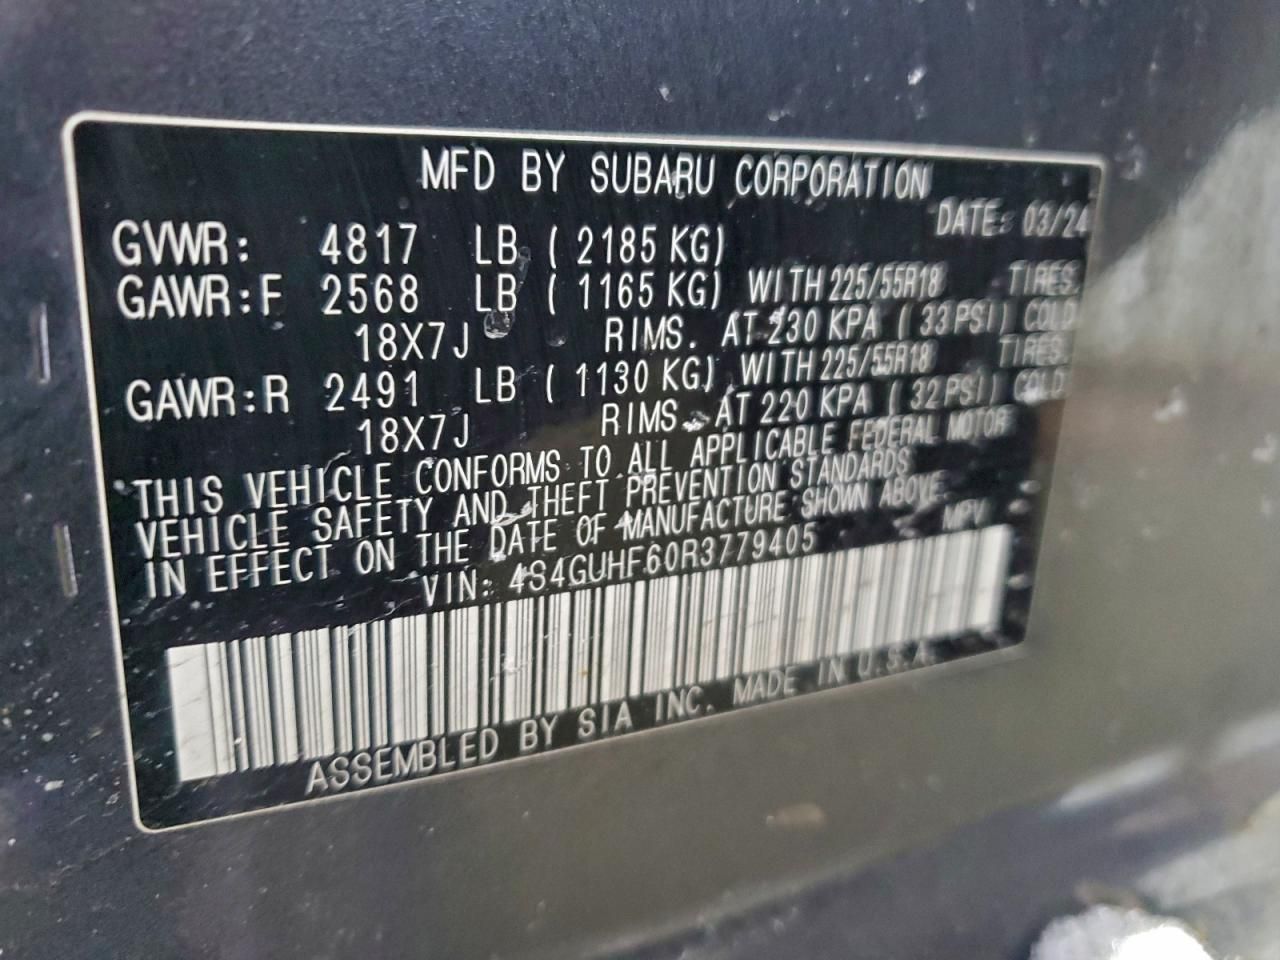 MFD BY SUBARU CORPORATION
DATE: 03/24
GVWR: 4817 LB ( 2185 KG)
GAWR:F 2568 LB ( 1165 KG) WITH 225/55R18 TIRES.
18X7J RIMS. AT 230 KPA ( 33 PSI) COLD
GAWR:R 2491 LB ( 1130 KG) WITH 225/55R18 TIRES.
18X7J RIMS. AT 220 KPA ( 32 PSI) COLD
THIS VEHICLE CONFORMS TO ALL APPLICABLE FEDERAL MOTOR
VEHICLE SAFETY AND THEFT PREVENTION STANDARDS
IN EFFECT ON THE DATE OF MANUFACTURE SHOWN ABOVE.
VIN: 4S4GUHF60R3779405 MPV
ASSEMBLED BY SIA INC. MADE IN U.S.A.